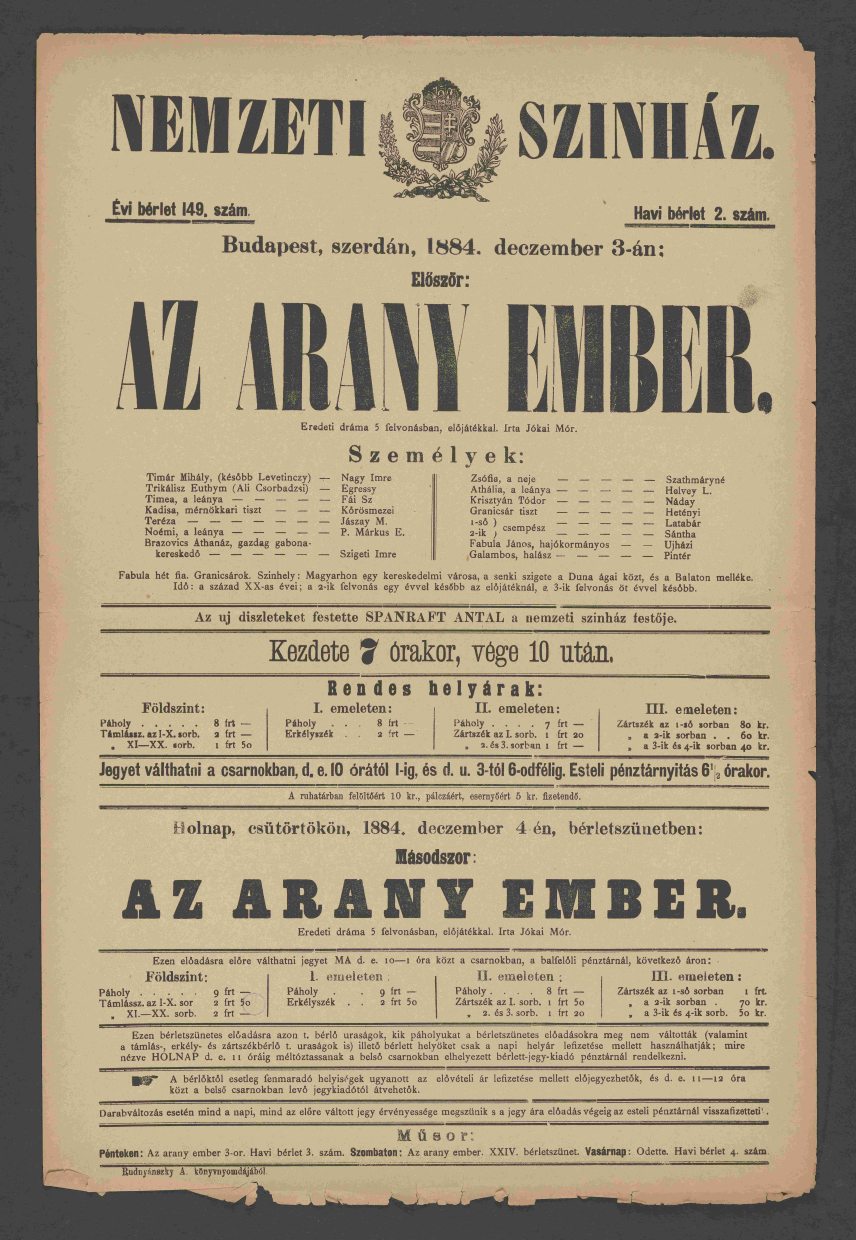 NEMZETI SZINHÁZ.
Évi bérlet 149. szám.
Havi bérlet 2. szám.
Budapest, szerdán, 1884. deczember 3-án:
Először:
AZ ARANY EMBER.
Eredeti dráma 5 felvonásban, előjátékkal. Irta Jókai Mór.
Személyek:
Timár Mihály, (később Levetinczy) — Nagy Imre
Trikálisz Euthym (Ali Csorbadzsi) — Egressy
Timea, a leánya — — — — Fái Sz
Kadisa, mérnökkari tiszt — — — Kőrösmezei
Teréza — — — — — — — Jászay M.
Noémi, a leánya — — — — — P. Márkus E.
Brazovics Athanáz, gazdag gabona-
kereskedő — — — — — — Szigeti Imre
Zsófia, a neje — — — — — Szathmáryné
Athália, a leánya — — — — — Helvey L.
Krisztyán Tódor — — — — — Náday
Granicsár tiszt — — — — — Hetényi
1-ső ) csempész — — — — — Latabár
2-ik ) — — — — — Sántha
Fabula János, hajókormányos — — Ujházi
Galambos, halász — — — — — Pintér
Fabula hét fia. Granicsárok. Szinhely: Magyarhon egy kereskedelmi városa, a senki szigete a Duna ágai közt, és a Balaton melléke.
Idő: a század XX-as évei; a 2-ik felvonás egy évvel később az előjátéknál, a 3-ik felvonás öt évvel később.
Az uj diszleteket festette SPANRAFT ANTAL a nemzeti szinház festője.
Kezdete 7 órakor, vége 10 után.
Rendes helyárak:
Földszint:
Páholy . . . . . 8 frt —
Támlássz. az I-X. sorb. 2 frt —
„ XI—XX. sorb. 1 frt 50
I. emeleten:
Páholy . . . . 8 frt —
Erkélyszék . . 2 frt —
II. emeleten:
Páholy . . . . 7 frt —
Zártszék az I. sorb. 1 frt 20
„ 2. és 3. sorban 1 frt —
III. emeleten:
Zártszék az 1-ső sorban 80 kr.
„ a 2-ik sorban . . 60 kr.
„ a 3-ik és 4-ik sorban 40 kr.
Jegyet válthatni a csarnokban, d. e. 10 órától 1-ig, és d. u. 3-tól 6-odfélig. Esteli pénztárnyitás 6 1/2 órakor.
A ruhatárban felöltőért 10 kr., pálczáért, esernyőért 5 kr. fizetendő.
Holnap, csütörtökön, 1884. deczember 4-én, bérletszünetben:
Másodszor:
AZ ARANY EMBER.
Eredeti dráma 5 felvonásban, előjátékkal. Irta Jókai Mór.
Ezen előadásra előre válthatni jegyet MA d. e. 10—1 óra közt a csarnokban, a balfelőli pénztárnál, következő áron:
Földszint:
Páholy . . . . . 9 frt —
Támlássz. az I-X. sor 2 frt 50
„ XI.—XX. sorb. 2 frt —
I. emeleten:
Páholy . . . . 9 frt —
Erkélyszék . . 2 frt 50
II. emeleten:
Páholy . . . . 8 frt —
Zártszék az I. sorb. 1 frt 50
„ 2. és 3. sorb. 1 frt 20
III. emeleten:
Zártszék az 1-ső sorban 1 frt.
„ a 2-ik sorban . 70 kr.
„ a 3-ik és 4-ik sorb. 50 kr.
Ezen bérletszünetes előadásra azon t. bérlő uraságok, kik páholyukat a bérletszünetes előadásokra meg nem váltották (valamint
a támlás-, erkély- és zártszékbérlő t. uraságok is) illető bérlett helyöket csak a napi helyár lefizetése mellett használhatják; mire
nézve HOLNAP d. e. 11 óráig méltóztassanak a belső csarnokban elhelyezett bérlett-jegy-kiadó pénztárnál rendelkezni.
A bérlőktől esetleg fenmaradó helyiségek ugyanott az elővételi ár lefizetése mellett előjegyezhetők, és d. e. 11—12 óra
közt a belső csarnokban levő jegykiadótól átvehetők.
Darabváltozás esetén mind a napi, mind az előre váltott jegy érvényessége megszünik s a jegy ára előadás végeig az esteli pénztárnál visszafizetteti.
Műsor:
Pénteken: Az arany ember 3-or. Havi bérlet 3. szám. Szombaton: Az arany ember. XXIV. bérletszünet. Vasárnap: Odette. Havi bérlet 4. szám
Rudnyánszky A. könyvnyomdájából